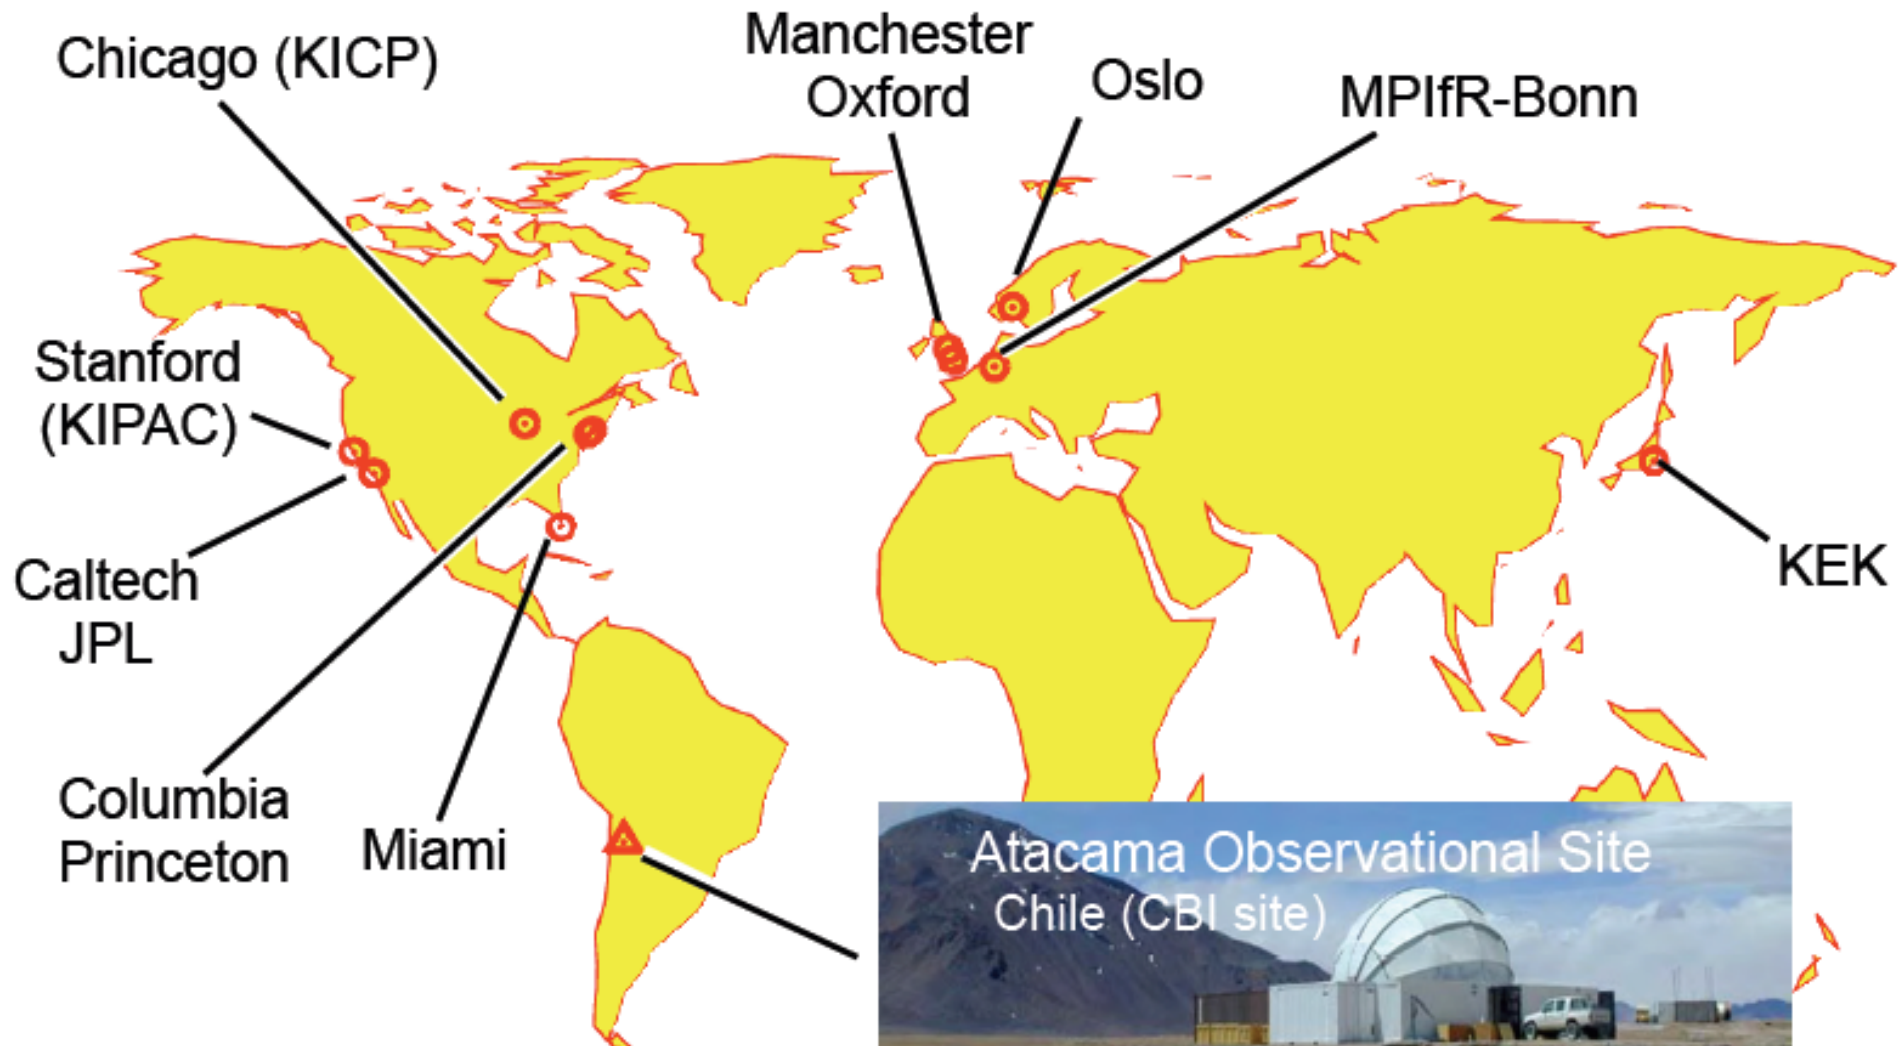 Chicago (KICP)
Manchester
Oxford
Oslo
MPIfR-Bonn
Stanford
(KIPAC)
Caltech
JPL
KEK
Columbia
Princeton
Miami
Atacama Observational Site
Chile (CBI site)